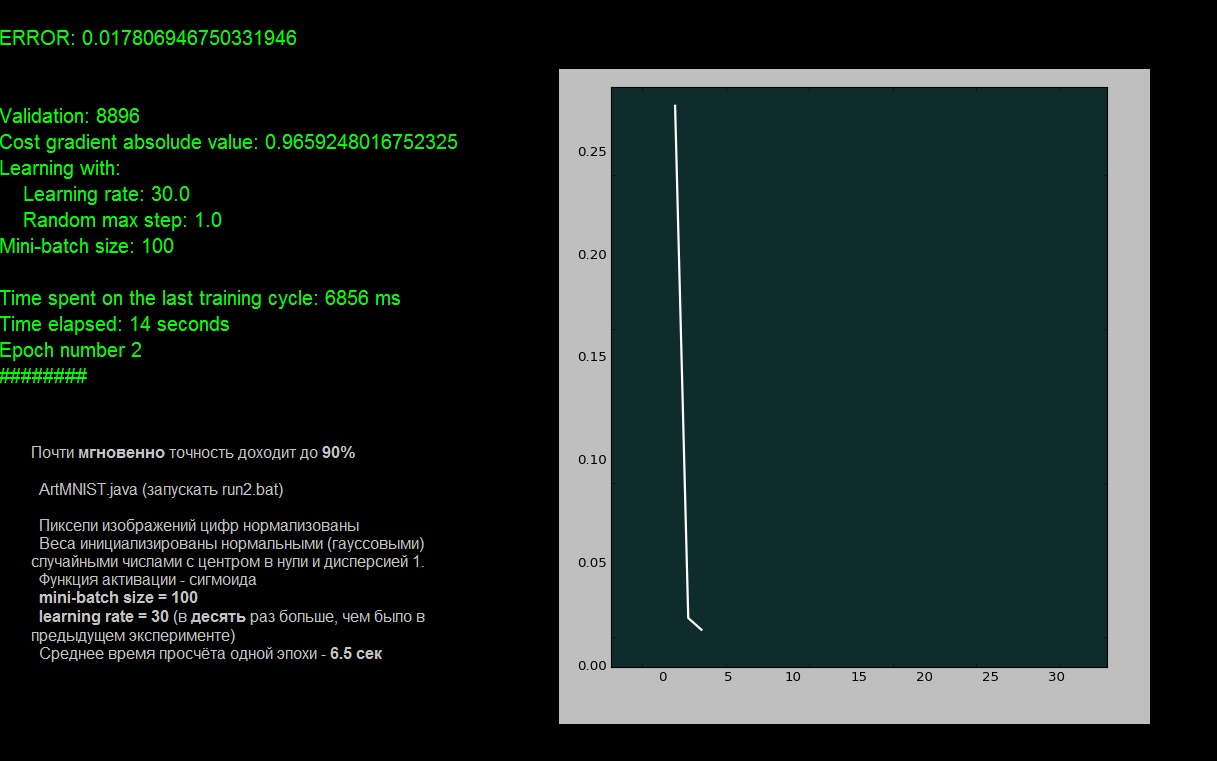 ERROR: 0.017806946750331946
Validation: 8896
Cost gradient absolude value: 0.9659248016752325
Learning with:
Learning rate: 30.0
Random max step: 1.0
Mini-batch size: 100
Time spent on the last training cycle: 6856 ms
Time elapsed: 14 seconds
Epoch number 2
########
Почти мгновенно точность доходит до 90%
ArtMNIST.java (запускать run2.bat)
Пиксели изображений цифр нормализованы
Веса инициализированы нормальными (гауссовыми)
случайными числами с центром в нули и дисперсией 1.
Функция активации - сигмоида
mini-batch size = 100
learning rate = 30 (в десять раз больше, чем было в
предыдущем эксперименте)
Среднее время просчёта одной эпохи - 6.5 сек
0.25
0.20
0.15
0.10
0.05
0.00
0 5 10 15 20 25 30